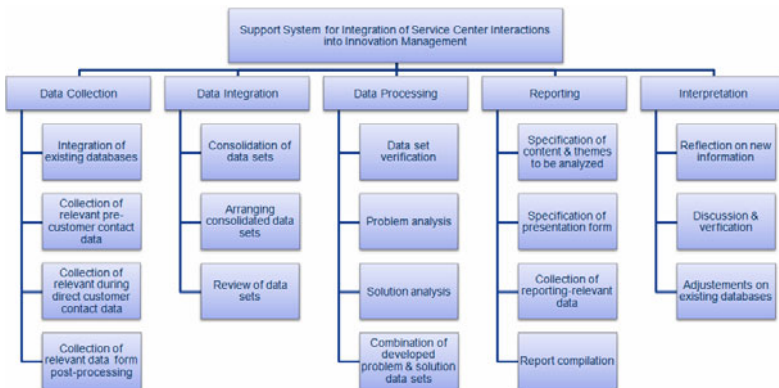 Support System for Integration of Service Center Interactions
into Innovation Management
Data Collection
Data Integration
Data Processing
Reporting
Interpretation
Integration of
existing databases
Collection of
relevant pre-
customer contact
data
Collection of
relevant during
direct customer
contact data
Collection of
relevant data form
post-processing
Consolidation of
data sets
Arranging
consolidated data
sets
Review of data
sets
Data set
verification
Problem analysis
Solution analysis
Combination of
developed
problem & solution
data sets
Specification of
content & themes
to be analyzed
Specification of
presentation form
Collection of
reporting-relevant
data
Report compilation
Reflection on new
information
Discussion &
verfication
Adjustements on
existing databases